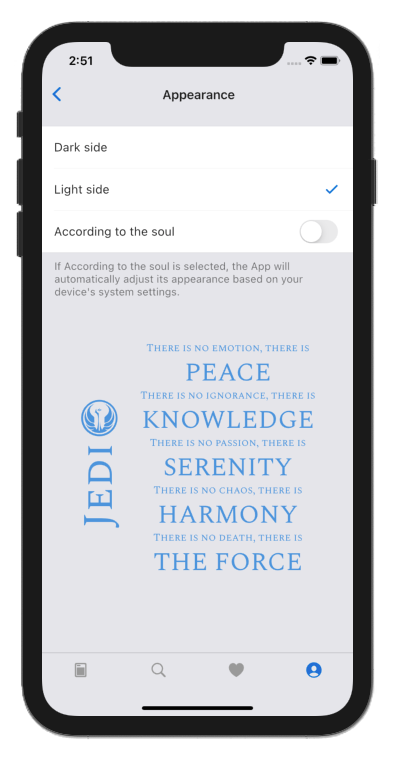 2:51
Appearance
Dark side
Light side
According to the soul
If According to the soul is selected, the App will
automatically adjust its appearance based on your
device's system settings.
JEDI
THERE IS NO EMOTION, THERE IS
PEACE
THERE IS NO IGNORANCE, THERE IS
KNOWLEDGE
THERE IS NO PASSION, THERE IS
SERENITY
THERE IS NO CHAOS, THERE IS
HARMONY
THERE IS NO DEATH, THERE IS
THE FORCE